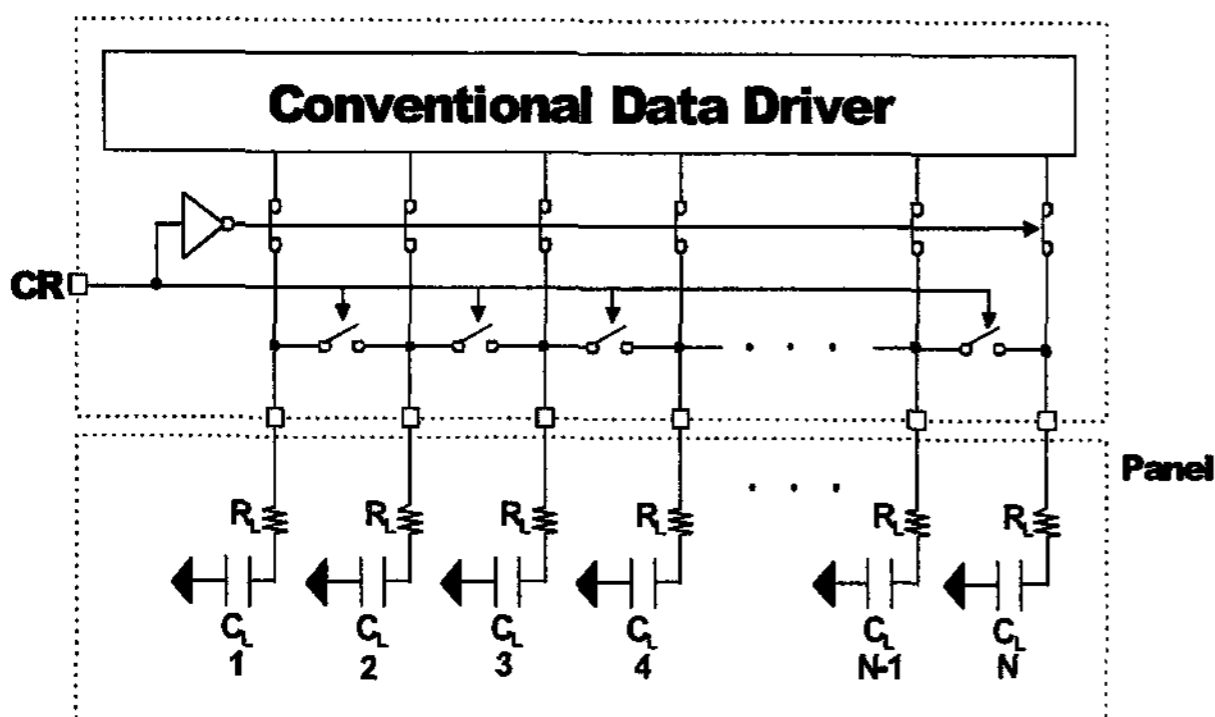 Conventional Data Driver
CR
Panel
R_L R_L R_L R_L R_L R_L
C_L C_L C_L C_L C_L C_L
1 2 3 4 N-1 N